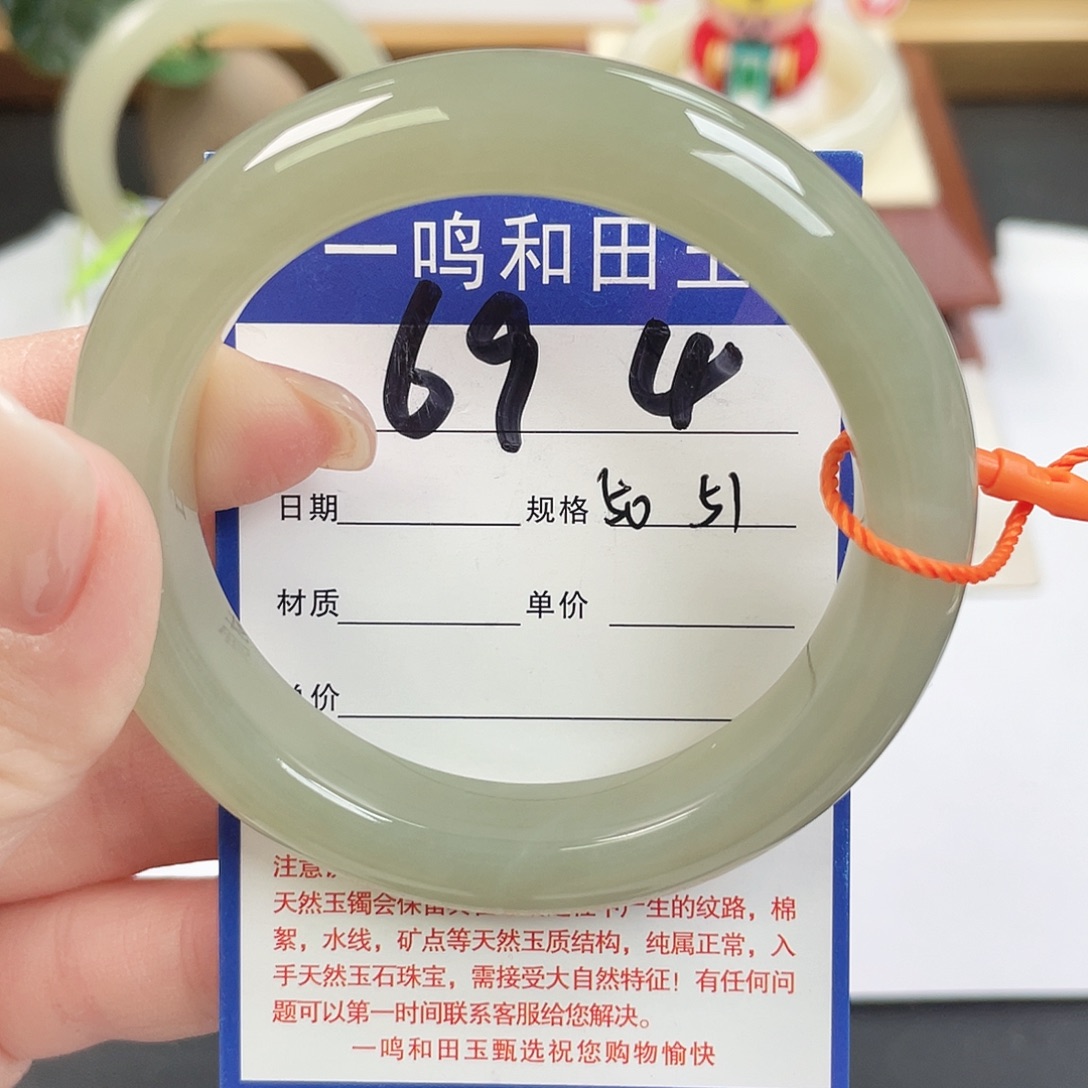 一鸣和田玉
69 4
日期 规格 50 51
材质 单价
价
注意
天然玉镯会保留 产生的纹路，棉
絮，水线，矿点等天然玉质结构，纯属正常，入
手天然玉石珠宝，需接受大自然特征！有任何问
题可以第一时间联系客服给您解决。
一鸣和田玉甄选祝您购物愉快